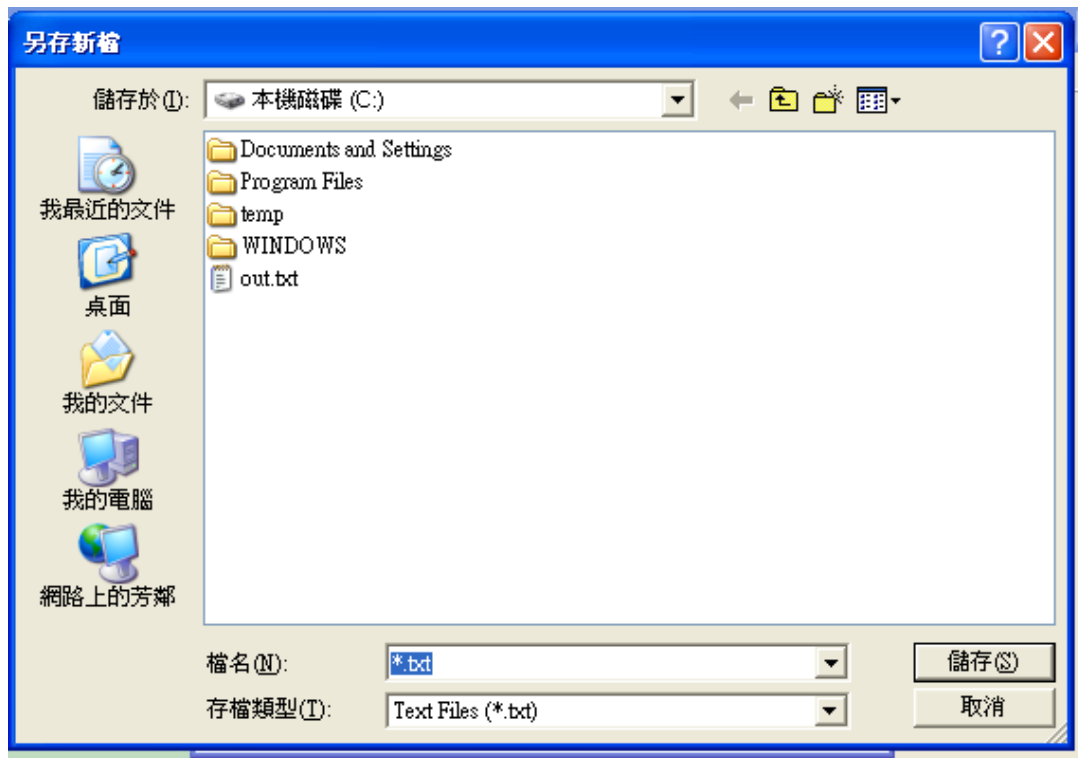 另存新檔
儲存於(I): 本機磁碟 (C:)
Documents and Settings
Program Files
temp
WINDOWS
out.txt
我最近的文件
桌面
我的文件
我的電腦
網路上的芳鄰
檔名(N): *.txt 儲存(S)
存檔類型(T): Text Files (*.txt) 取消